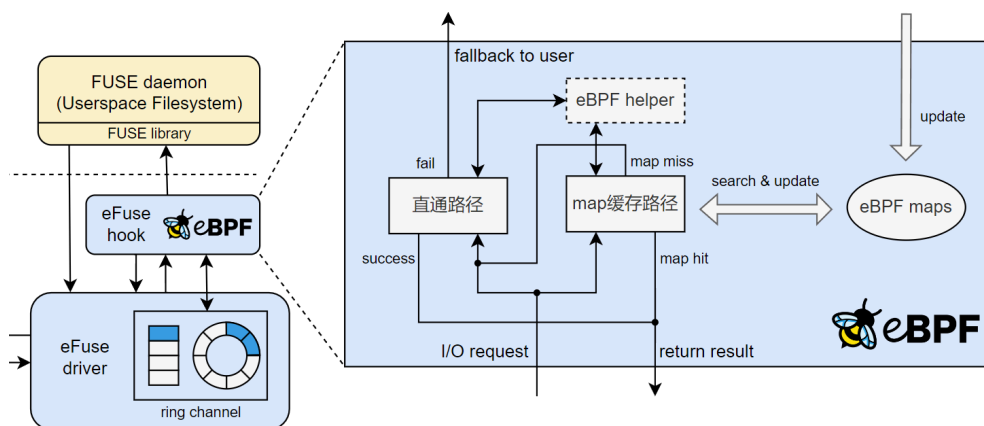 FUSE daemon
(Userspace Filesystem)
FUSE library
eFuse
hook
eBPF
eFuse
driver
ring channel
fallback to user
eBPF helper
update
fail
map miss
直通路径
map缓存路径
search & update
eBPF maps
success
map hit
I/O request
return result
eBPF